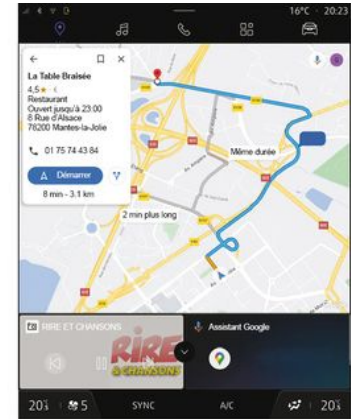 16°C · 20:23
La Table Braisée
4,5★ · €
Restaurant
Ouvert jusqu'à 23:00
8 Rue d'Alsace
78200 Mantes-la-Jolie
01 75 74 43 84
Démarrer
8 min - 3.1 km
Même durée
2 min plus long
RIRE ET CHANSONS
RIRE
& CHANSONS
Assistant Google
20
5
SYNC
A/C
20